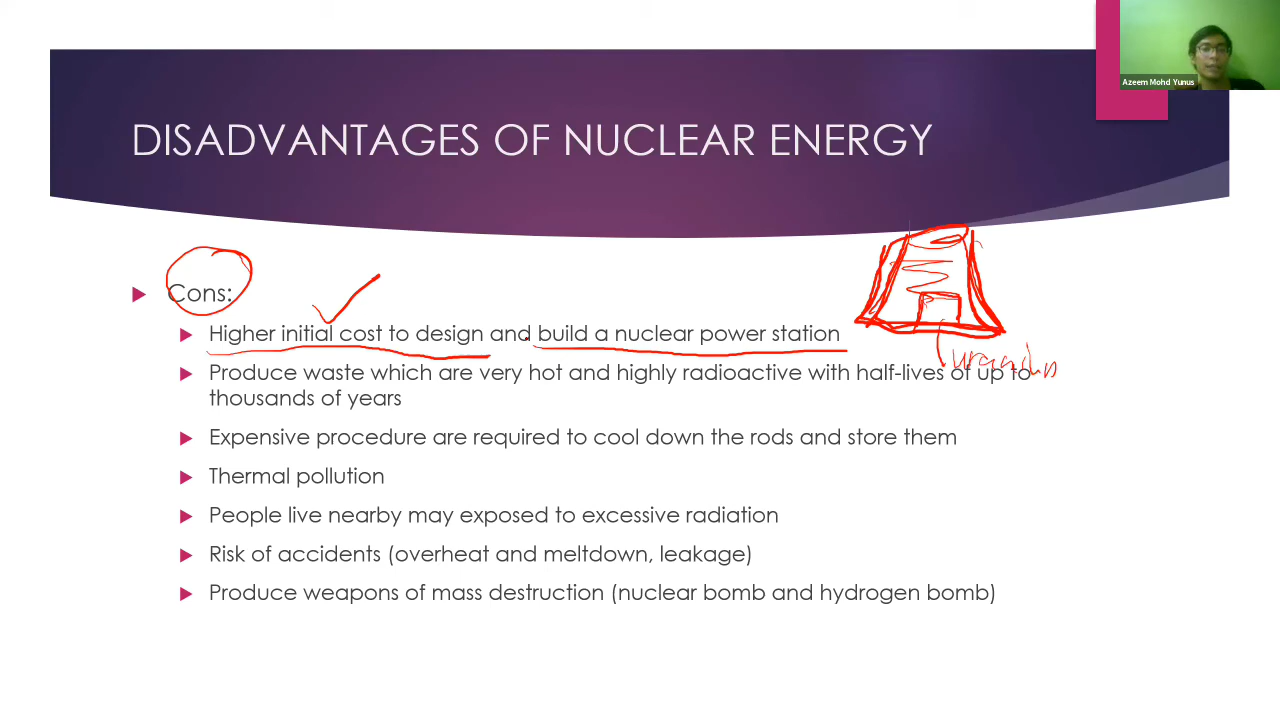 Azeem Mohd Yunus
DISADVANTAGES OF NUCLEAR ENERGY
Cons:
Higher initial cost to design and build a nuclear power station
uranium
Produce waste which are very hot and highly radioactive with half-lives of up to
thousands of years
Expensive procedure are required to cool down the rods and store them
Thermal pollution
People live nearby may exposed to excessive radiation
Risk of accidents (overheat and meltdown, leakage)
Produce weapons of mass destruction (nuclear bomb and hydrogen bomb)